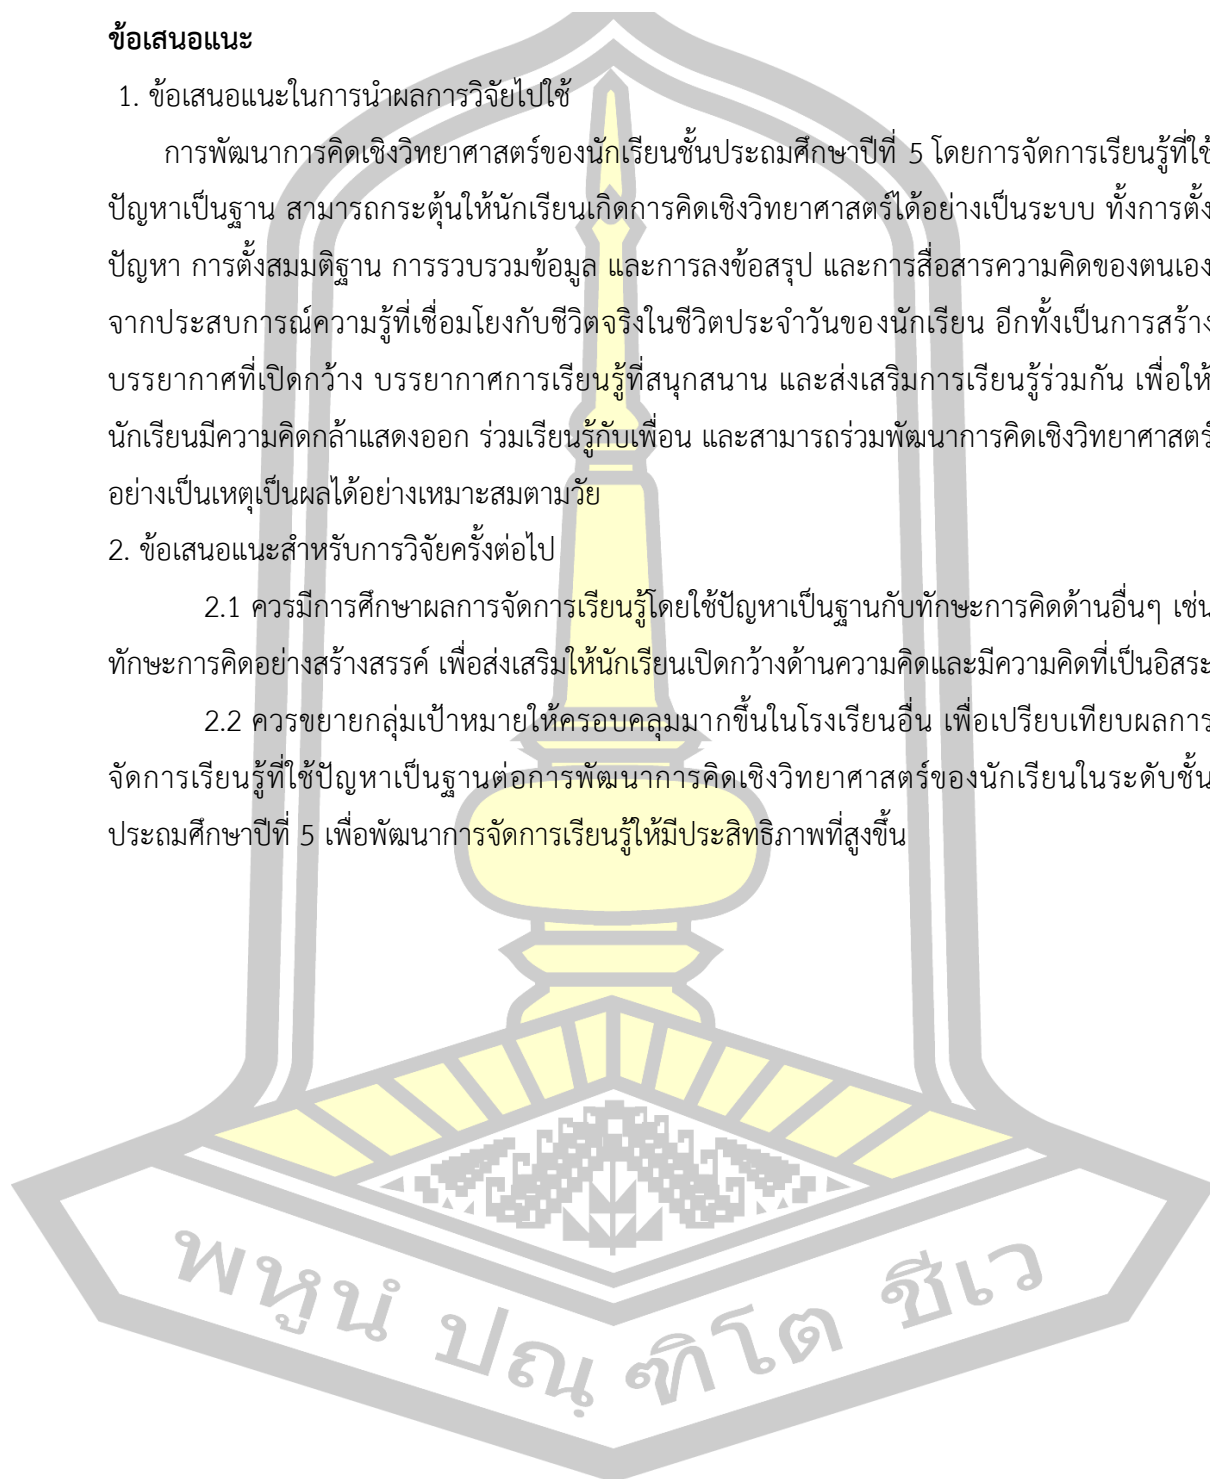 ข้อเสนอแนะ
1. ข้อเสนอแนะในการนำผลการวิจัยไปใช้
การพัฒนาการคิดเชิงวิทยาศาสตร์ของนักเรียนชั้นประถมศึกษาปีที่ 5 โดยการจัดการเรียนรู้ที่ใช้
ปัญหาเป็นฐาน สามารถกระตุ้นให้นักเรียนเกิดการคิดเชิงวิทยาศาสตร์ได้อย่างเป็นระบบ ทั้งการตั้ง
ปัญหา การตั้งสมมติฐาน การรวบรวมข้อมูล และการลงข้อสรุป และการสื่อสารความคิดของตนเอง
จากประสบการณ์ความรู้ที่เชื่อมโยงกับชีวิตจริงในชีวิตประจำวันของนักเรียน อีกทั้งเป็นการสร้าง
บรรยากาศที่เปิดกว้าง บรรยากาศการเรียนรู้ที่สนุกสนาน และส่งเสริมการเรียนรู้ร่วมกัน เพื่อให้
นักเรียนมีความคิดกล้าแสดงออก ร่วมเรียนรู้กับเพื่อน และสามารถร่วมพัฒนาการคิดเชิงวิทยาศาสตร์
อย่างเป็นเหตุเป็นผลได้อย่างเหมาะสมตามวัย
2. ข้อเสนอแนะสำหรับการวิจัยครั้งต่อไป
2.1 ควรมีการศึกษาผลการจัดการเรียนรู้โดยใช้ปัญหาเป็นฐานกับทักษะการคิดด้านอื่นๆ เช่น
ทักษะการคิดอย่างสร้างสรรค์ เพื่อส่งเสริมให้นักเรียนเปิดกว้างด้านความคิดและมีความคิดที่เป็นอิสระ
2.2 ควรขยายกลุ่มเป้าหมายให้ครอบคลุมมากขึ้นในโรงเรียนอื่น เพื่อเปรียบเทียบผลการ
จัดการเรียนรู้ที่ใช้ปัญหาเป็นฐานต่อการพัฒนาการคิดเชิงวิทยาศาสตร์ของนักเรียนในระดับชั้น
ประถมศึกษาปีที่ 5 เพื่อพัฒนาการจัดการเรียนรู้ให้มีประสิทธิภาพที่สูงขึ้น
พหูนํ ปณฺฑิโต ชีเว